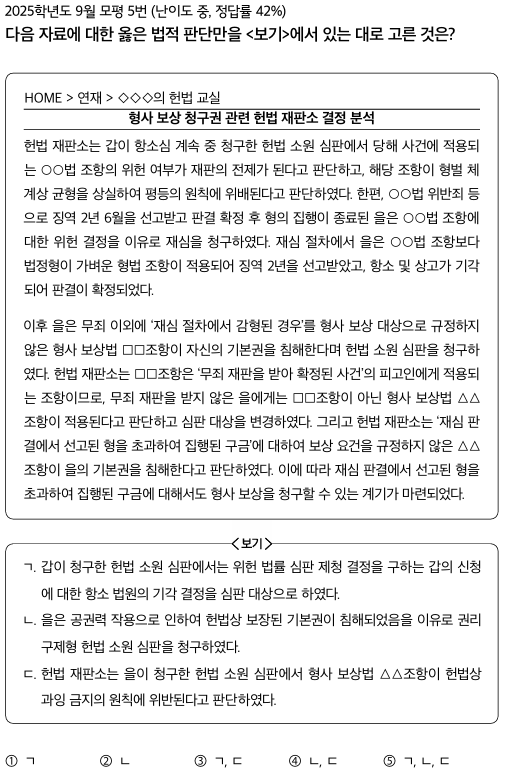 2025학년도 9월 모평 5번 (난이도 중, 정답률 42%)
다음 자료에 대한 옳은 법적 판단만을 <보기>에서 있는 대로 고른 것은?
HOME > 연재 > ◇◇◇의 헌법 교실
형사 보상 청구권 관련 헌법 재판소 결정 분석
헌법 재판소는 갑이 항소심 계속 중 청구한 헌법 소원 심판에서 당해 사건에 적용되
는 ○○법 조항의 위헌 여부가 재판의 전제가 된다고 판단하고, 해당 조항이 형벌 체
계상 균형을 상실하여 평등의 원칙에 위배된다고 판단하였다. 한편, ○○법 위반죄 등
으로 징역 2년 6월을 선고받고 판결 확정 후 형의 집행이 종료된 을은 ○○법 조항에
대한 위헌 결정을 이유로 재심을 청구하였다. 재심 절차에서 을은 ○○법 조항보다
법정형이 가벼운 형법 조항이 적용되어 징역 2년을 선고받았고, 항소 및 상고가 기각
되어 판결이 확정되었다.
이후 을은 무죄 이외에 ‘재심 절차에서 감형된 경우’를 형사 보상 대상으로 규정하지
않은 형사 보상법 □□조항이 자신의 기본권을 침해한다며 헌법 소원 심판을 청구하
였다. 헌법 재판소는 □□조항은 ‘무죄 재판을 받아 확정된 사건’의 피고인에게 적용되
는 조항이므로, 무죄 재판을 받지 않은 을에게는 □□조항이 아닌 형사 보상법 △△
조항이 적용된다고 판단하고 심판 대상을 변경하였다. 그리고 헌법 재판소는 ‘재심 판
결에서 선고된 형을 초과하여 집행된 구금’에 대하여 보상 요건을 규정하지 않은 △△
조항이 을의 기본권을 침해한다고 판단하였다. 이에 따라 재심 판결에서 선고된 형을
초과하여 집행된 구금에 대해서도 형사 보상을 청구할 수 있는 계기가 마련되었다.
<보기>
ㄱ. 갑이 청구한 헌법 소원 심판에서는 위헌 법률 심판 제청 결정을 구하는 갑의 신청
에 대한 항소 법원의 기각 결정을 심판 대상으로 하였다.
ㄴ. 을은 공권력 작용으로 인하여 헌법상 보장된 기본권이 침해되었음을 이유로 권리
구제형 헌법 소원 심판을 청구하였다.
ㄷ. 헌법 재판소는 을이 청구한 헌법 소원 심판에서 형사 보상법 △△조항이 헌법상
과잉 금지의 원칙에 위반된다고 판단하였다.
① ㄱ ② ㄴ ③ ㄱ, ㄷ ④ ㄴ, ㄷ ⑤ ㄱ, ㄴ, ㄷ